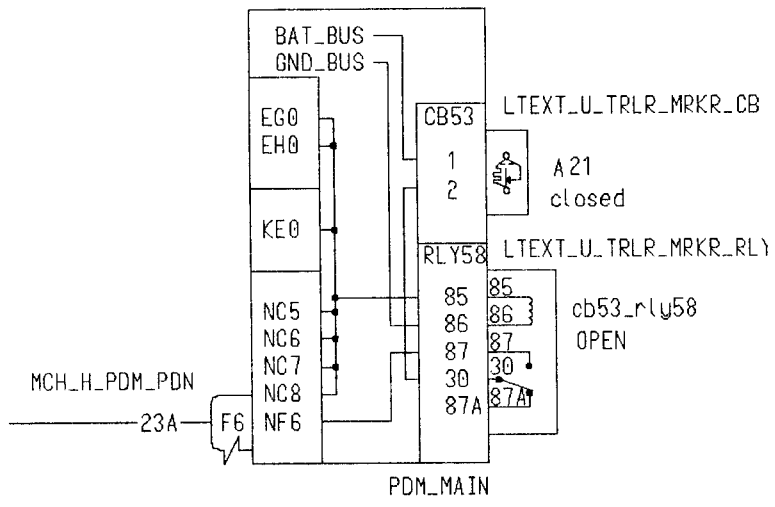 BAT_BUS
GND_BUS
LTEXT_U_TRLR_MRKR_CB
EG0
CB53
EH0
1
A21
2
closed
KE0
RLY58
LTEXT_U_TRLR_MRKR_RLY
85
85
NC5
86
86
cb53_rly58
OPEN
NC6
87
87
NC7
30
30
MCH_H_PDM_PDN
NC8
87A
87A
23A
F6
NF6
PDM_MAIN